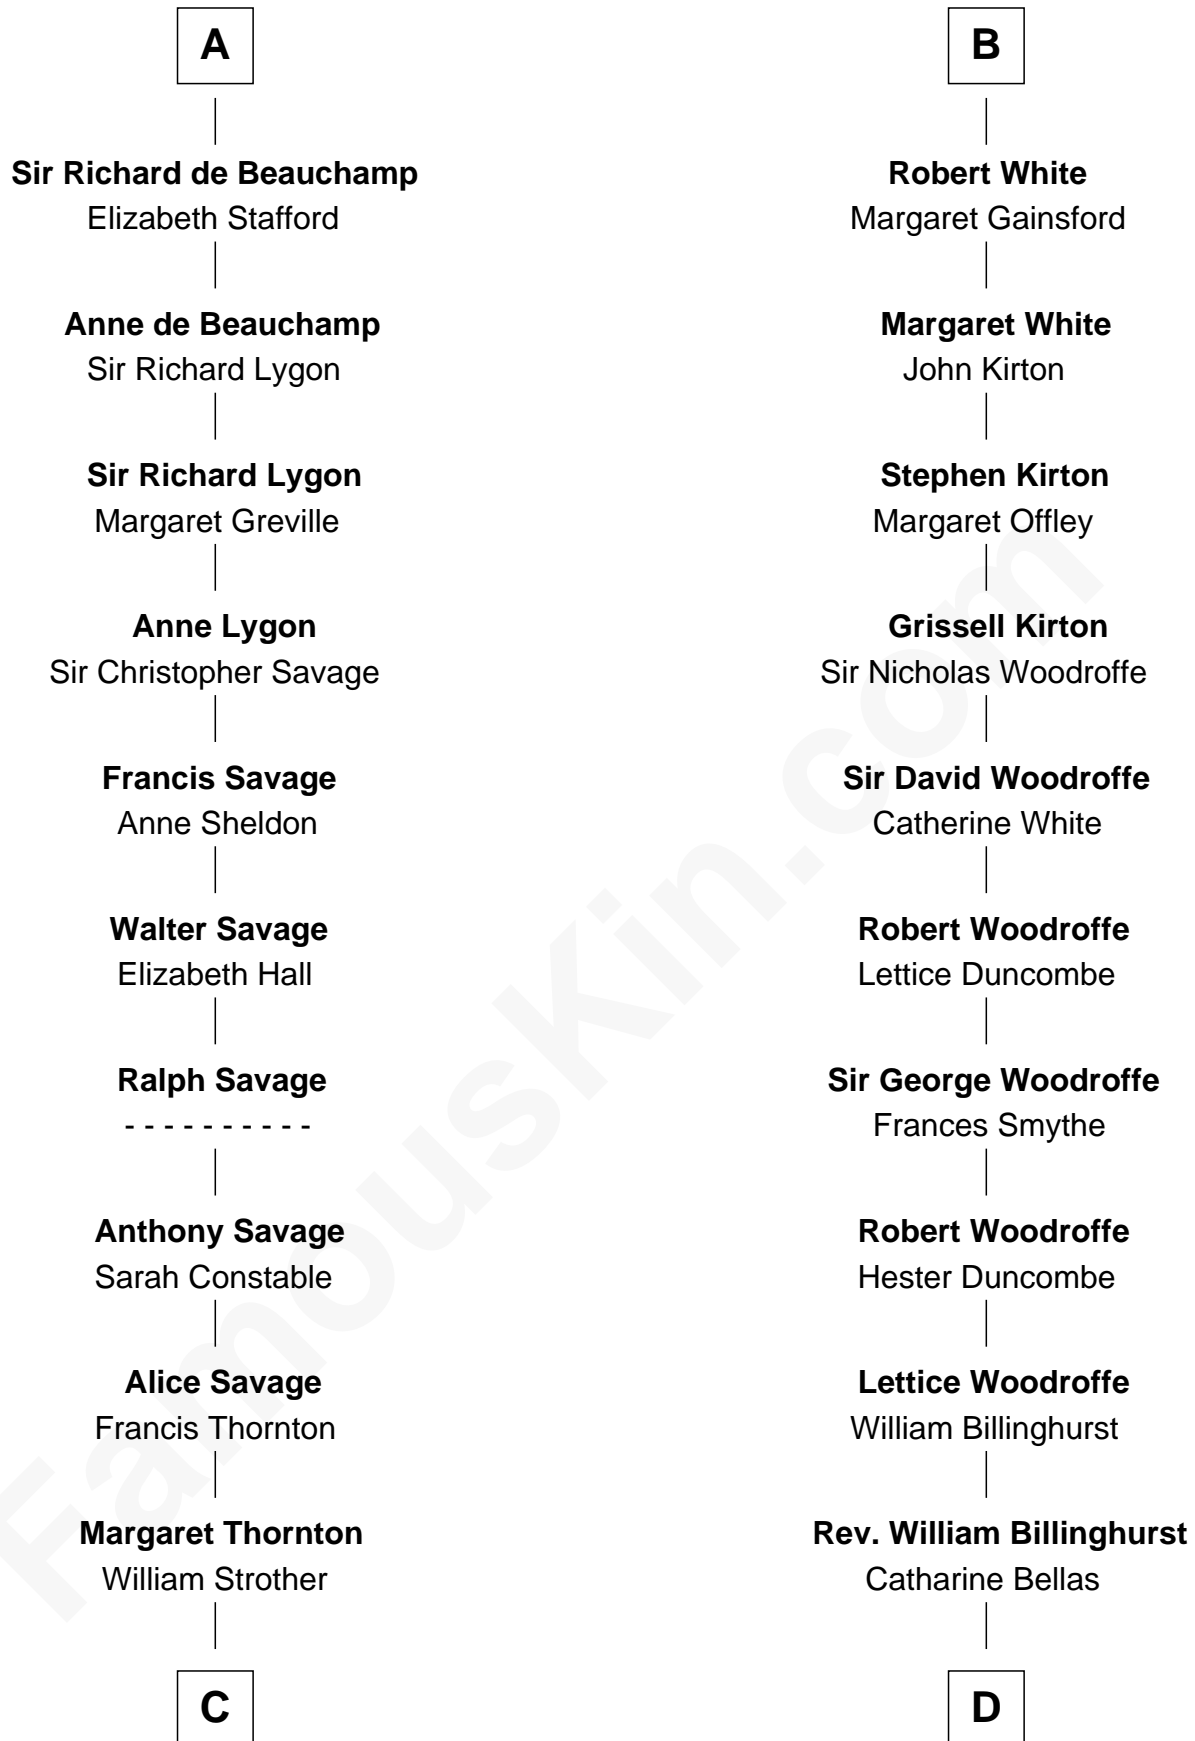 A
Sir Richard de Beauchamp
Elizabeth Stafford
Anne de Beauchamp
Sir Richard Lygon
Sir Richard Lygon
Margaret Greville
Anne Lygon
Sir Christopher Savage
Francis Savage
Anne Sheldon
Walter Savage
Elizabeth Hall
Ralph Savage
- - - - - - - - - -
Anthony Savage
Sarah Constable
Alice Savage
Francis Thornton
Margaret Thornton
William Strother
C
B
Robert White
Margaret Gainsford
Margaret White
John Kirton
Stephen Kirton
Margaret Offley
Grissell Kirton
Sir Nicholas Woodroffe
Sir David Woodroffe
Catherine White
Robert Woodroffe
Lettice Duncombe
Sir George Woodroffe
Frances Smythe
Robert Woodroffe
Hester Duncombe
Lettice Woodroffe
William Billinghurst
Rev. William Billinghurst
Catharine Bellas
D
FamousKin.com